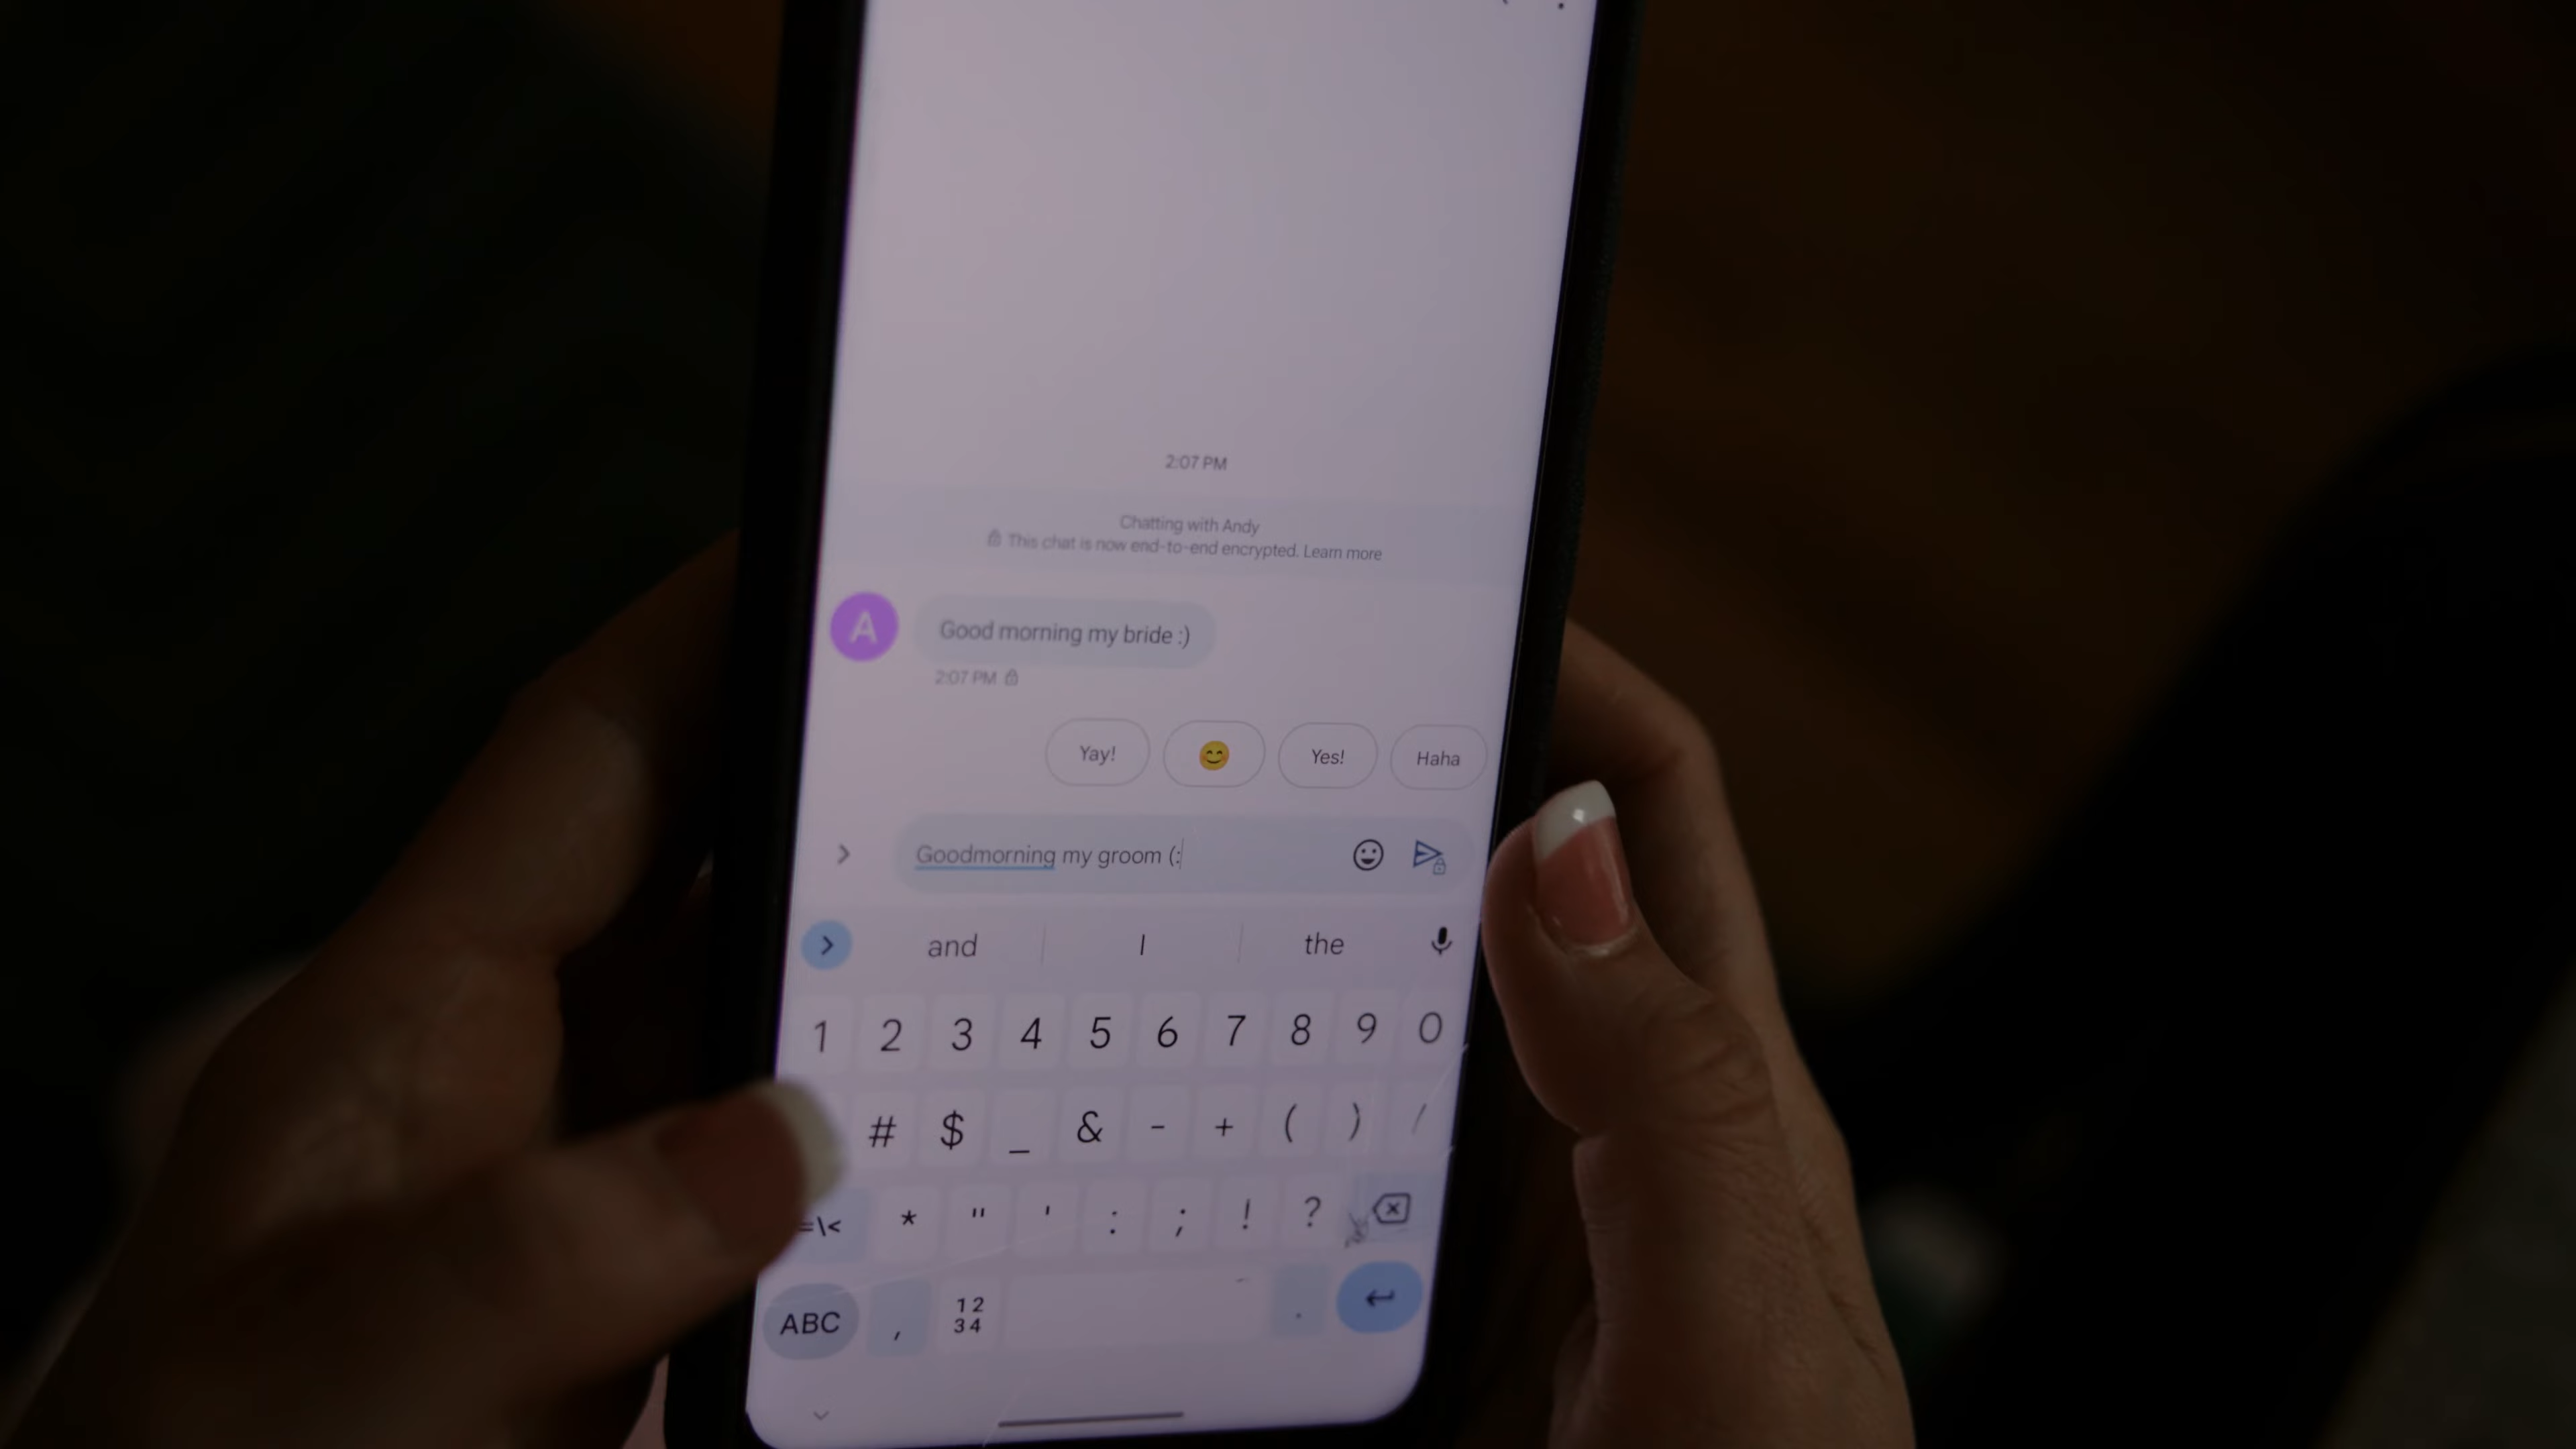 2:07 PM
Chatting with Andy
This chat is now end-to-end encrypted. Learn more
A
Good morning my bride :)
2:07 PM
Yay! 😊 Yes! Haha
Goodmorning my groom (:
and I the
1 2 3 4 5 6 7 8 9 0
# $ _ & - + ( ) /
=\< * " ' : ; ! ?
ABC , 12 .
34